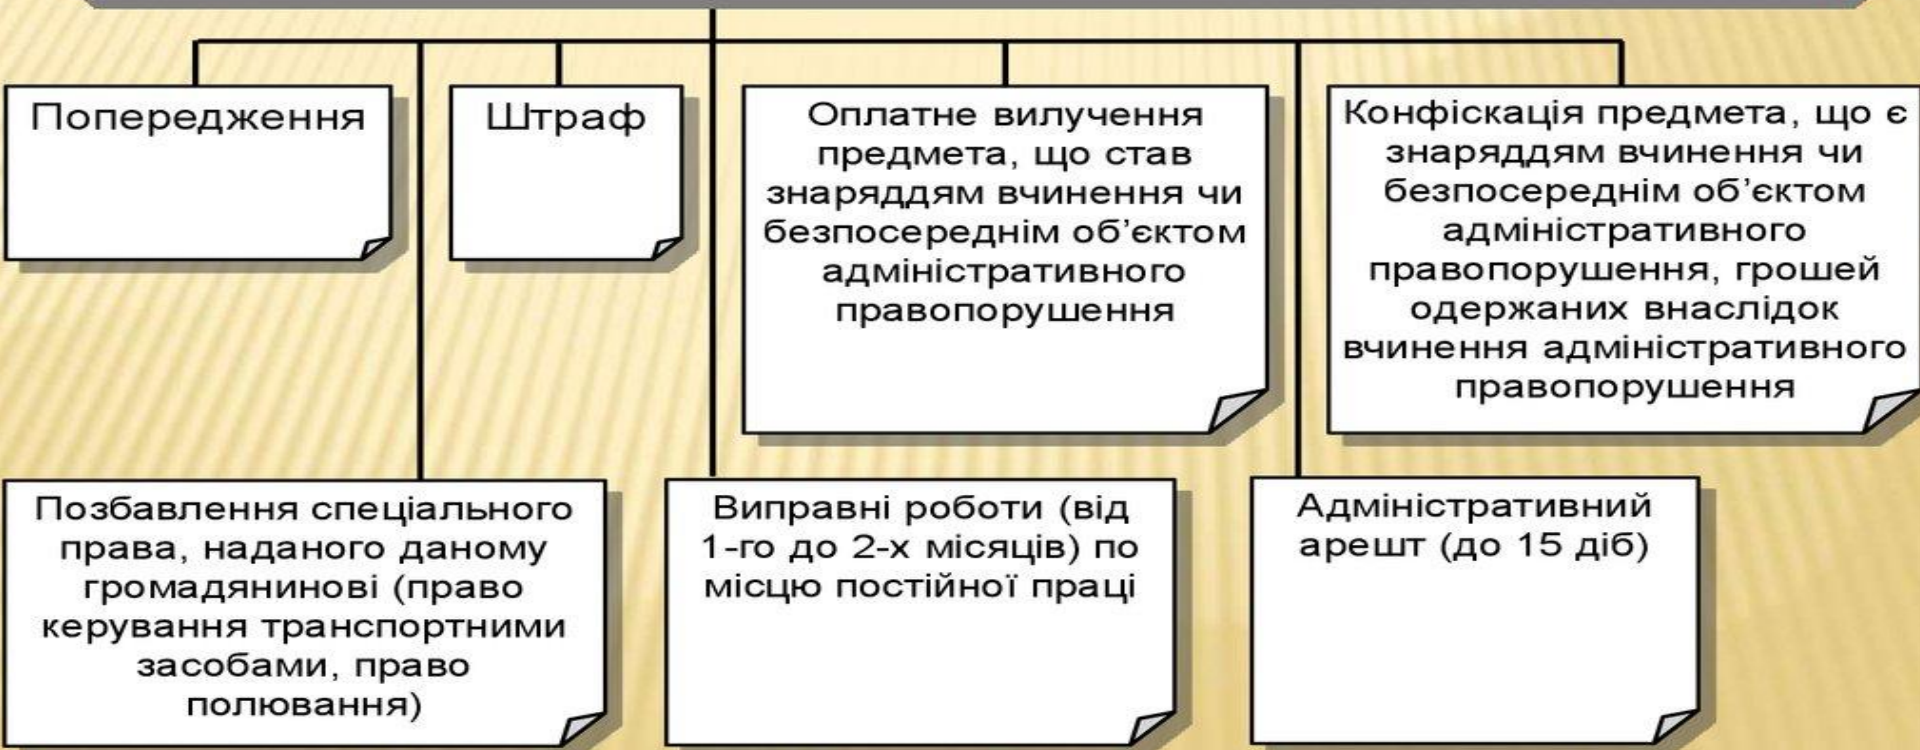 Попередження
Штраф
Оплатне вилучення
предмета, що став
знаряддям вчинення чи
безпосереднім об’єктом
адміністративного
правопорушення
Конфіскація предмета, що є
знаряддям вчинення чи
безпосереднім об’єктом
адміністративного
правопорушення, грошей
одержаних внаслідок
вчинення адміністративного
правопорушення
Позбавлення спеціального
права, наданого даному
громадянинові (право
керування транспортними
засобами, право
полювання)
Виправні роботи (від
1-го до 2-х місяців) по
місцю постійної праці
Адміністративний
арешт (до 15 діб)